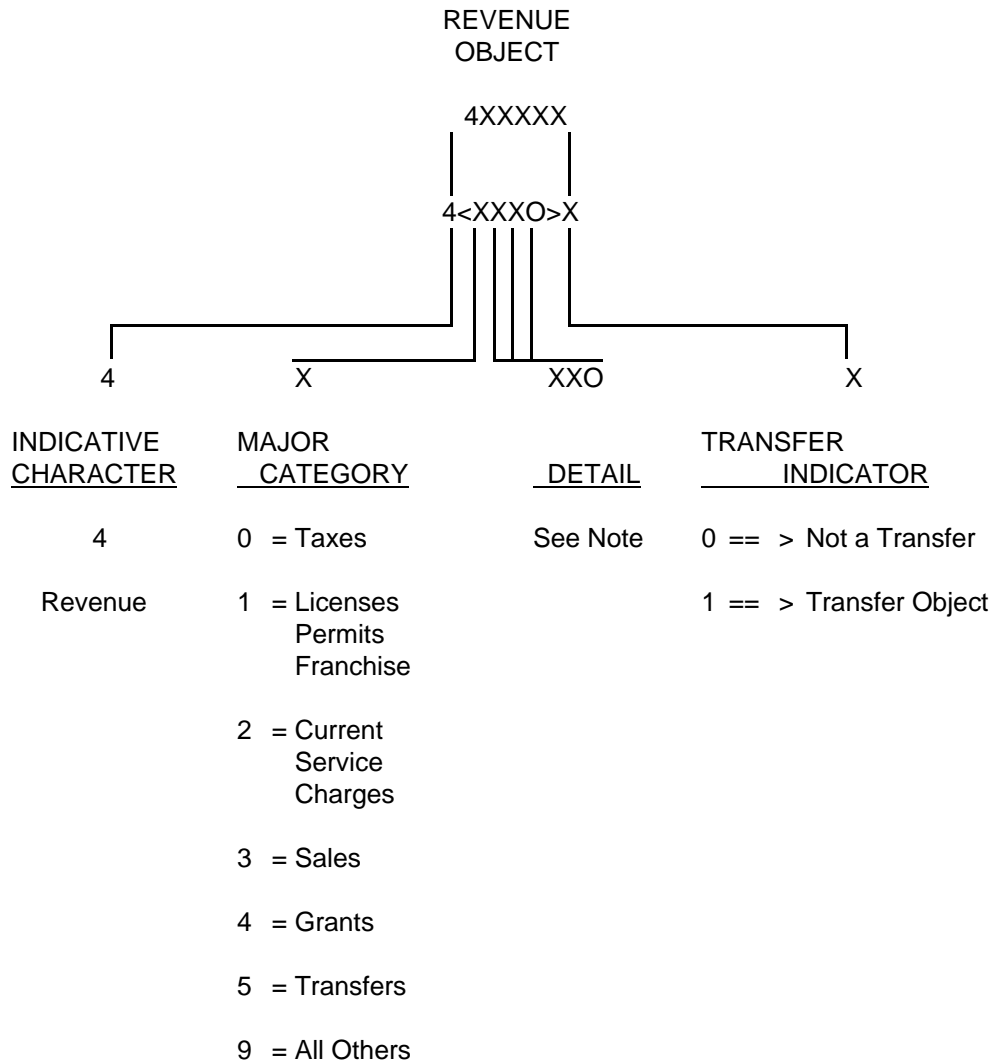 REVENUE
OBJECT
4XXXXX
4<XXXO>X
4 X XXO X
INDICATIVE MAJOR TRANSFER
CHARACTER CATEGORY DETAIL INDICATOR
4 0 = Taxes See Note 0 == > Not a Transfer
Revenue 1 = Licenses 1 == > Transfer Object
Permits
Franchise
2 = Current
Service
Charges
3 = Sales
4 = Grants
5 = Transfers
9 = All Others